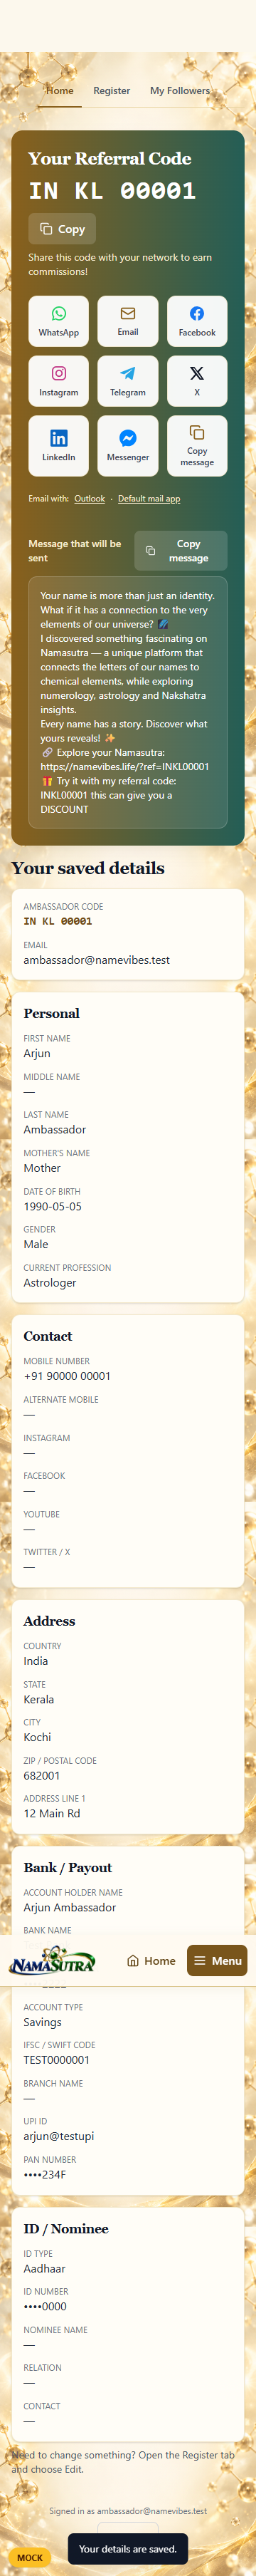 Home Register My Followers
Your Referral Code
IN KL 00001
Copy
Share this code with your network to earn
commissions!
WhatsApp Email Facebook
Instagram Telegram X
LinkedIn Messenger Copy
message
Email with: Outlook · Default mail app
Message that will be
sent
Copy
message
Your name is more than just an identity.
What if it has a connection to the very
elements of our universe? 🌌
I discovered something fascinating on
Namasutra — a unique platform that
connects the letters of our names to
chemical elements, while exploring
numerology, astrology and Nakshatra
insights.
Every name has a story. Discover what
yours reveals! ✨
🔗 Explore your Namasutra:
https://namevibes.life/?ref=INKL00001
🎁 Try it with my referral code:
INKL00001 this can give you a
DISCOUNT
Your saved details
AMBASSADOR CODE
IN KL 00001
EMAIL
ambassador@namevibes.test
Personal
FIRST NAME
Arjun
MIDDLE NAME
—
LAST NAME
Ambassador
MOTHER'S NAME
Mother
DATE OF BIRTH
1990-05-05
GENDER
Male
CURRENT PROFESSION
Astrologer
Contact
MOBILE NUMBER
+91 90000 00001
ALTERNATE MOBILE
—
INSTAGRAM
—
FACEBOOK
—
YOUTUBE
—
TWITTER / X
—
Address
COUNTRY
India
STATE
Kerala
CITY
Kochi
ZIP / POSTAL CODE
682001
ADDRESS LINE 1
12 Main Rd
Bank / Payout
ACCOUNT HOLDER NAME
Arjun Ambassador
BANK NAME
NAMASUTRA
Home
Menu
ACCOUNT TYPE
Savings
IFSC / SWIFT CODE
TEST0000001
BRANCH NAME
—
UPI ID
arjun@testupi
PAN NUMBER
••••234F
ID / Nominee
ID TYPE
Aadhaar
ID NUMBER
••••0000
NOMINEE NAME
—
RELATION
—
CONTACT
—
Need to change something? Open the Register tab
and choose Edit.
Signed in as ambassador@namevibes.test
MOCK
Your details are saved.